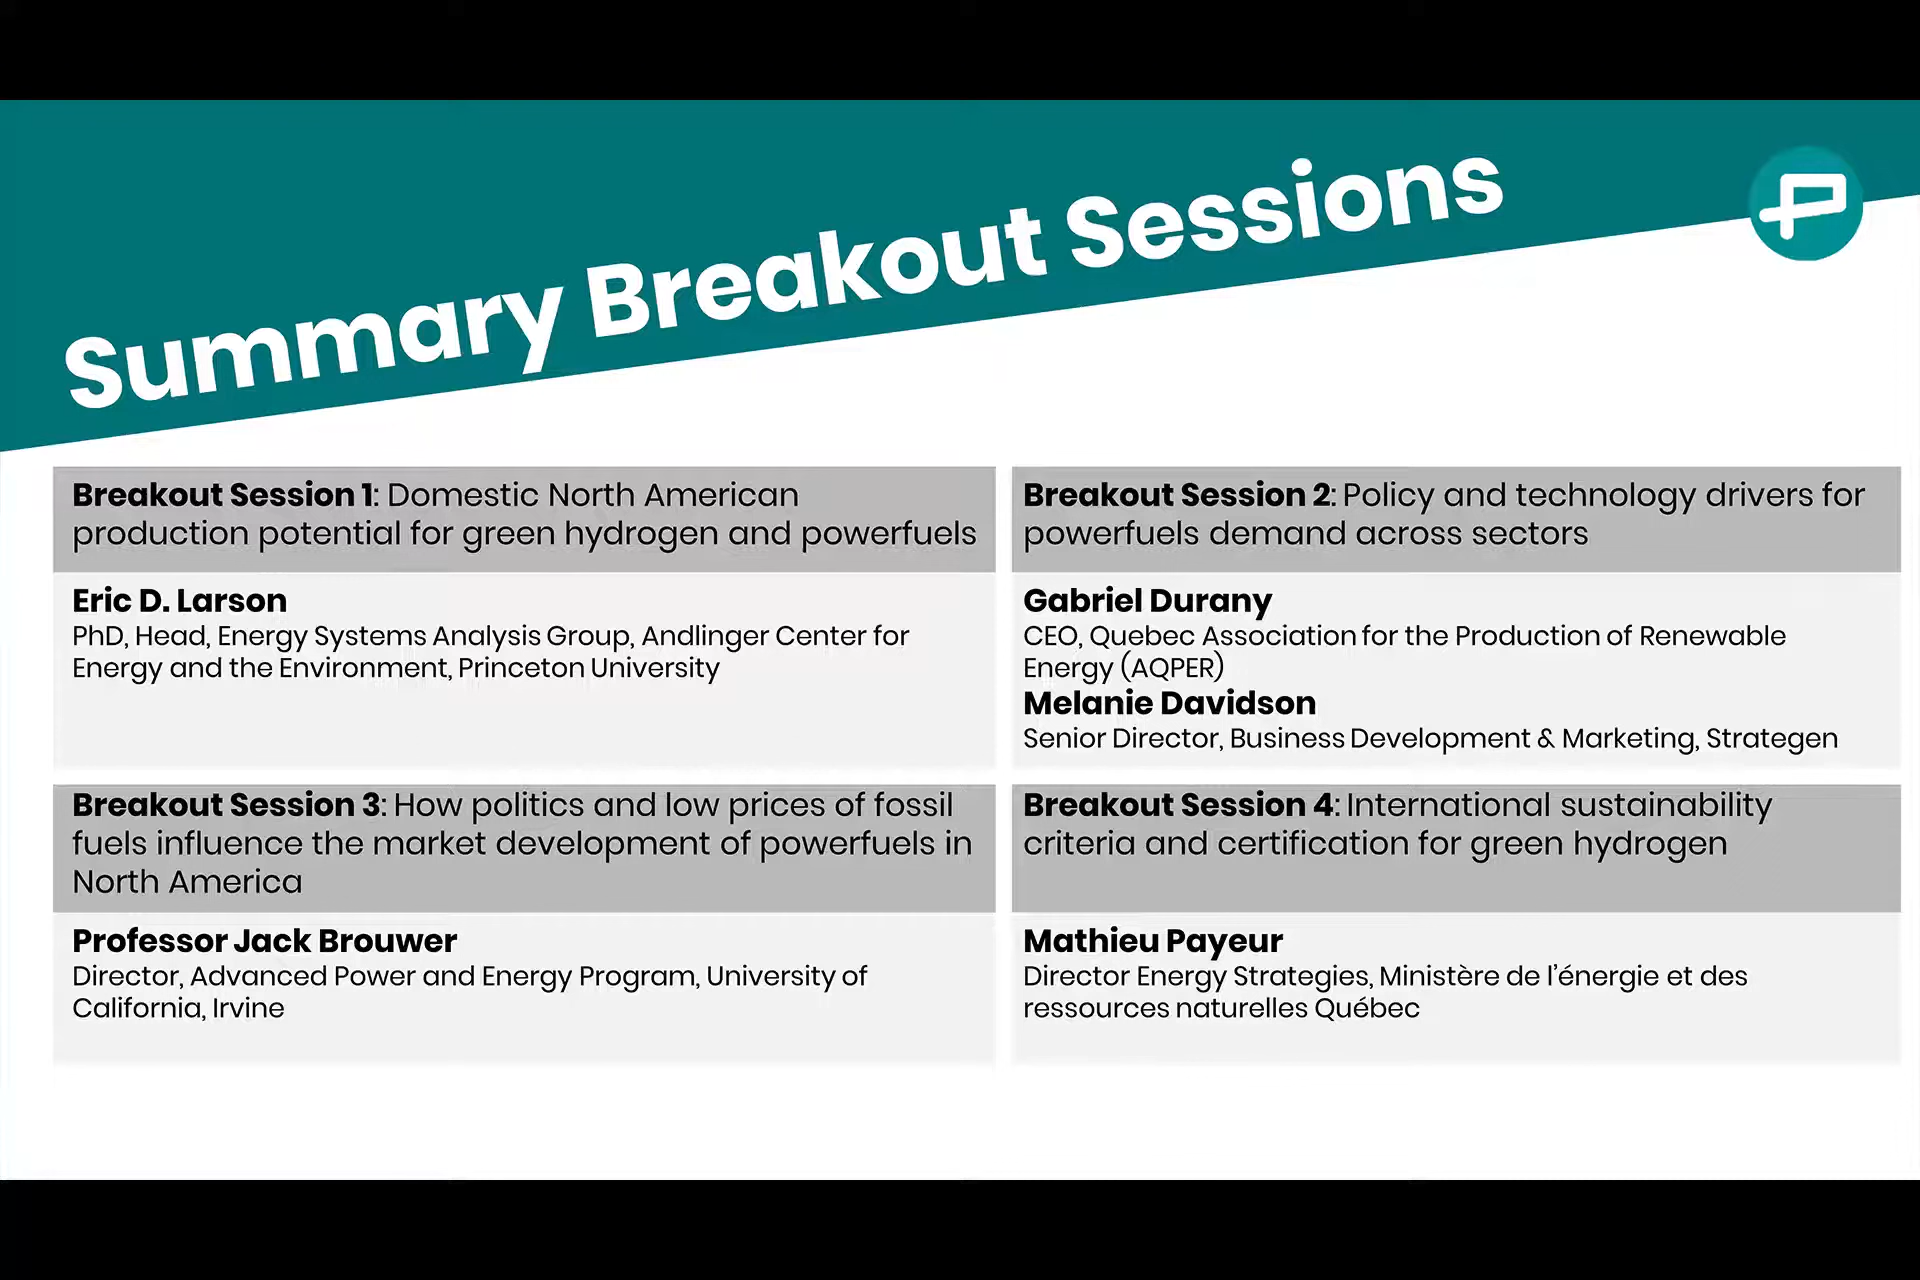 Summary Breakout Sessions
Breakout Session 1: Domestic North American
production potential for green hydrogen and powerfuels
Eric D. Larson
PhD, Head, Energy Systems Analysis Group, Andlinger Center for
Energy and the Environment, Princeton University
Breakout Session 2: Policy and technology drivers for
powerfuels demand across sectors
Gabriel Durany
CEO, Quebec Association for the Production of Renewable
Energy (AQPER)
Melanie Davidson
Senior Director, Business Development & Marketing, Strategen
Breakout Session 3: How politics and low prices of fossil
fuels influence the market development of powerfuels in
North America
Professor Jack Brouwer
Director, Advanced Power and Energy Program, University of
California, Irvine
Breakout Session 4: International sustainability
criteria and certification for green hydrogen
Mathieu Payeur
Director Energy Strategies, Ministère de l'énergie et des
ressources naturelles Québec